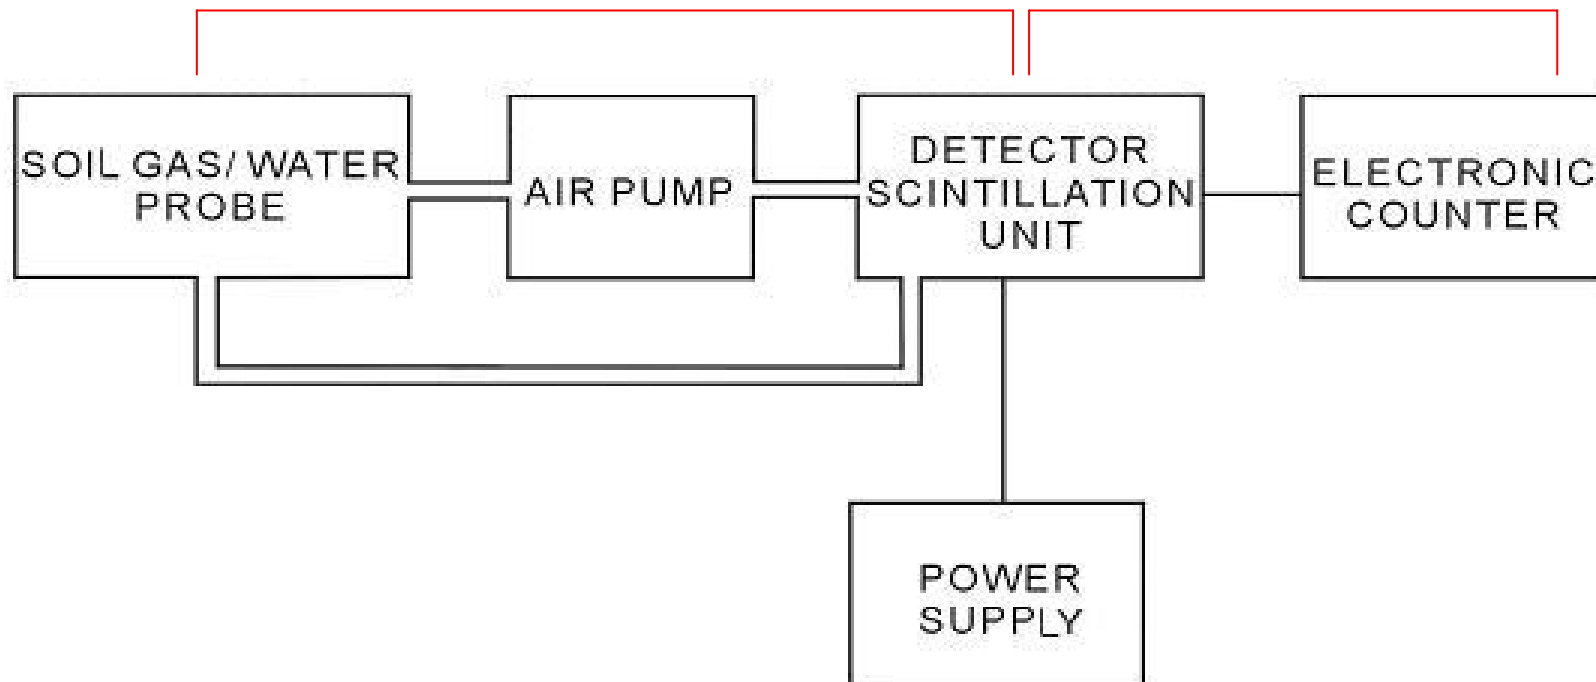 SOIL GAS/ WATER
PROBE
AIR PUMP
DETECTOR
SCINTILLATION
UNIT
ELECTRONIC
COUNTER
POWER
SUPPLY